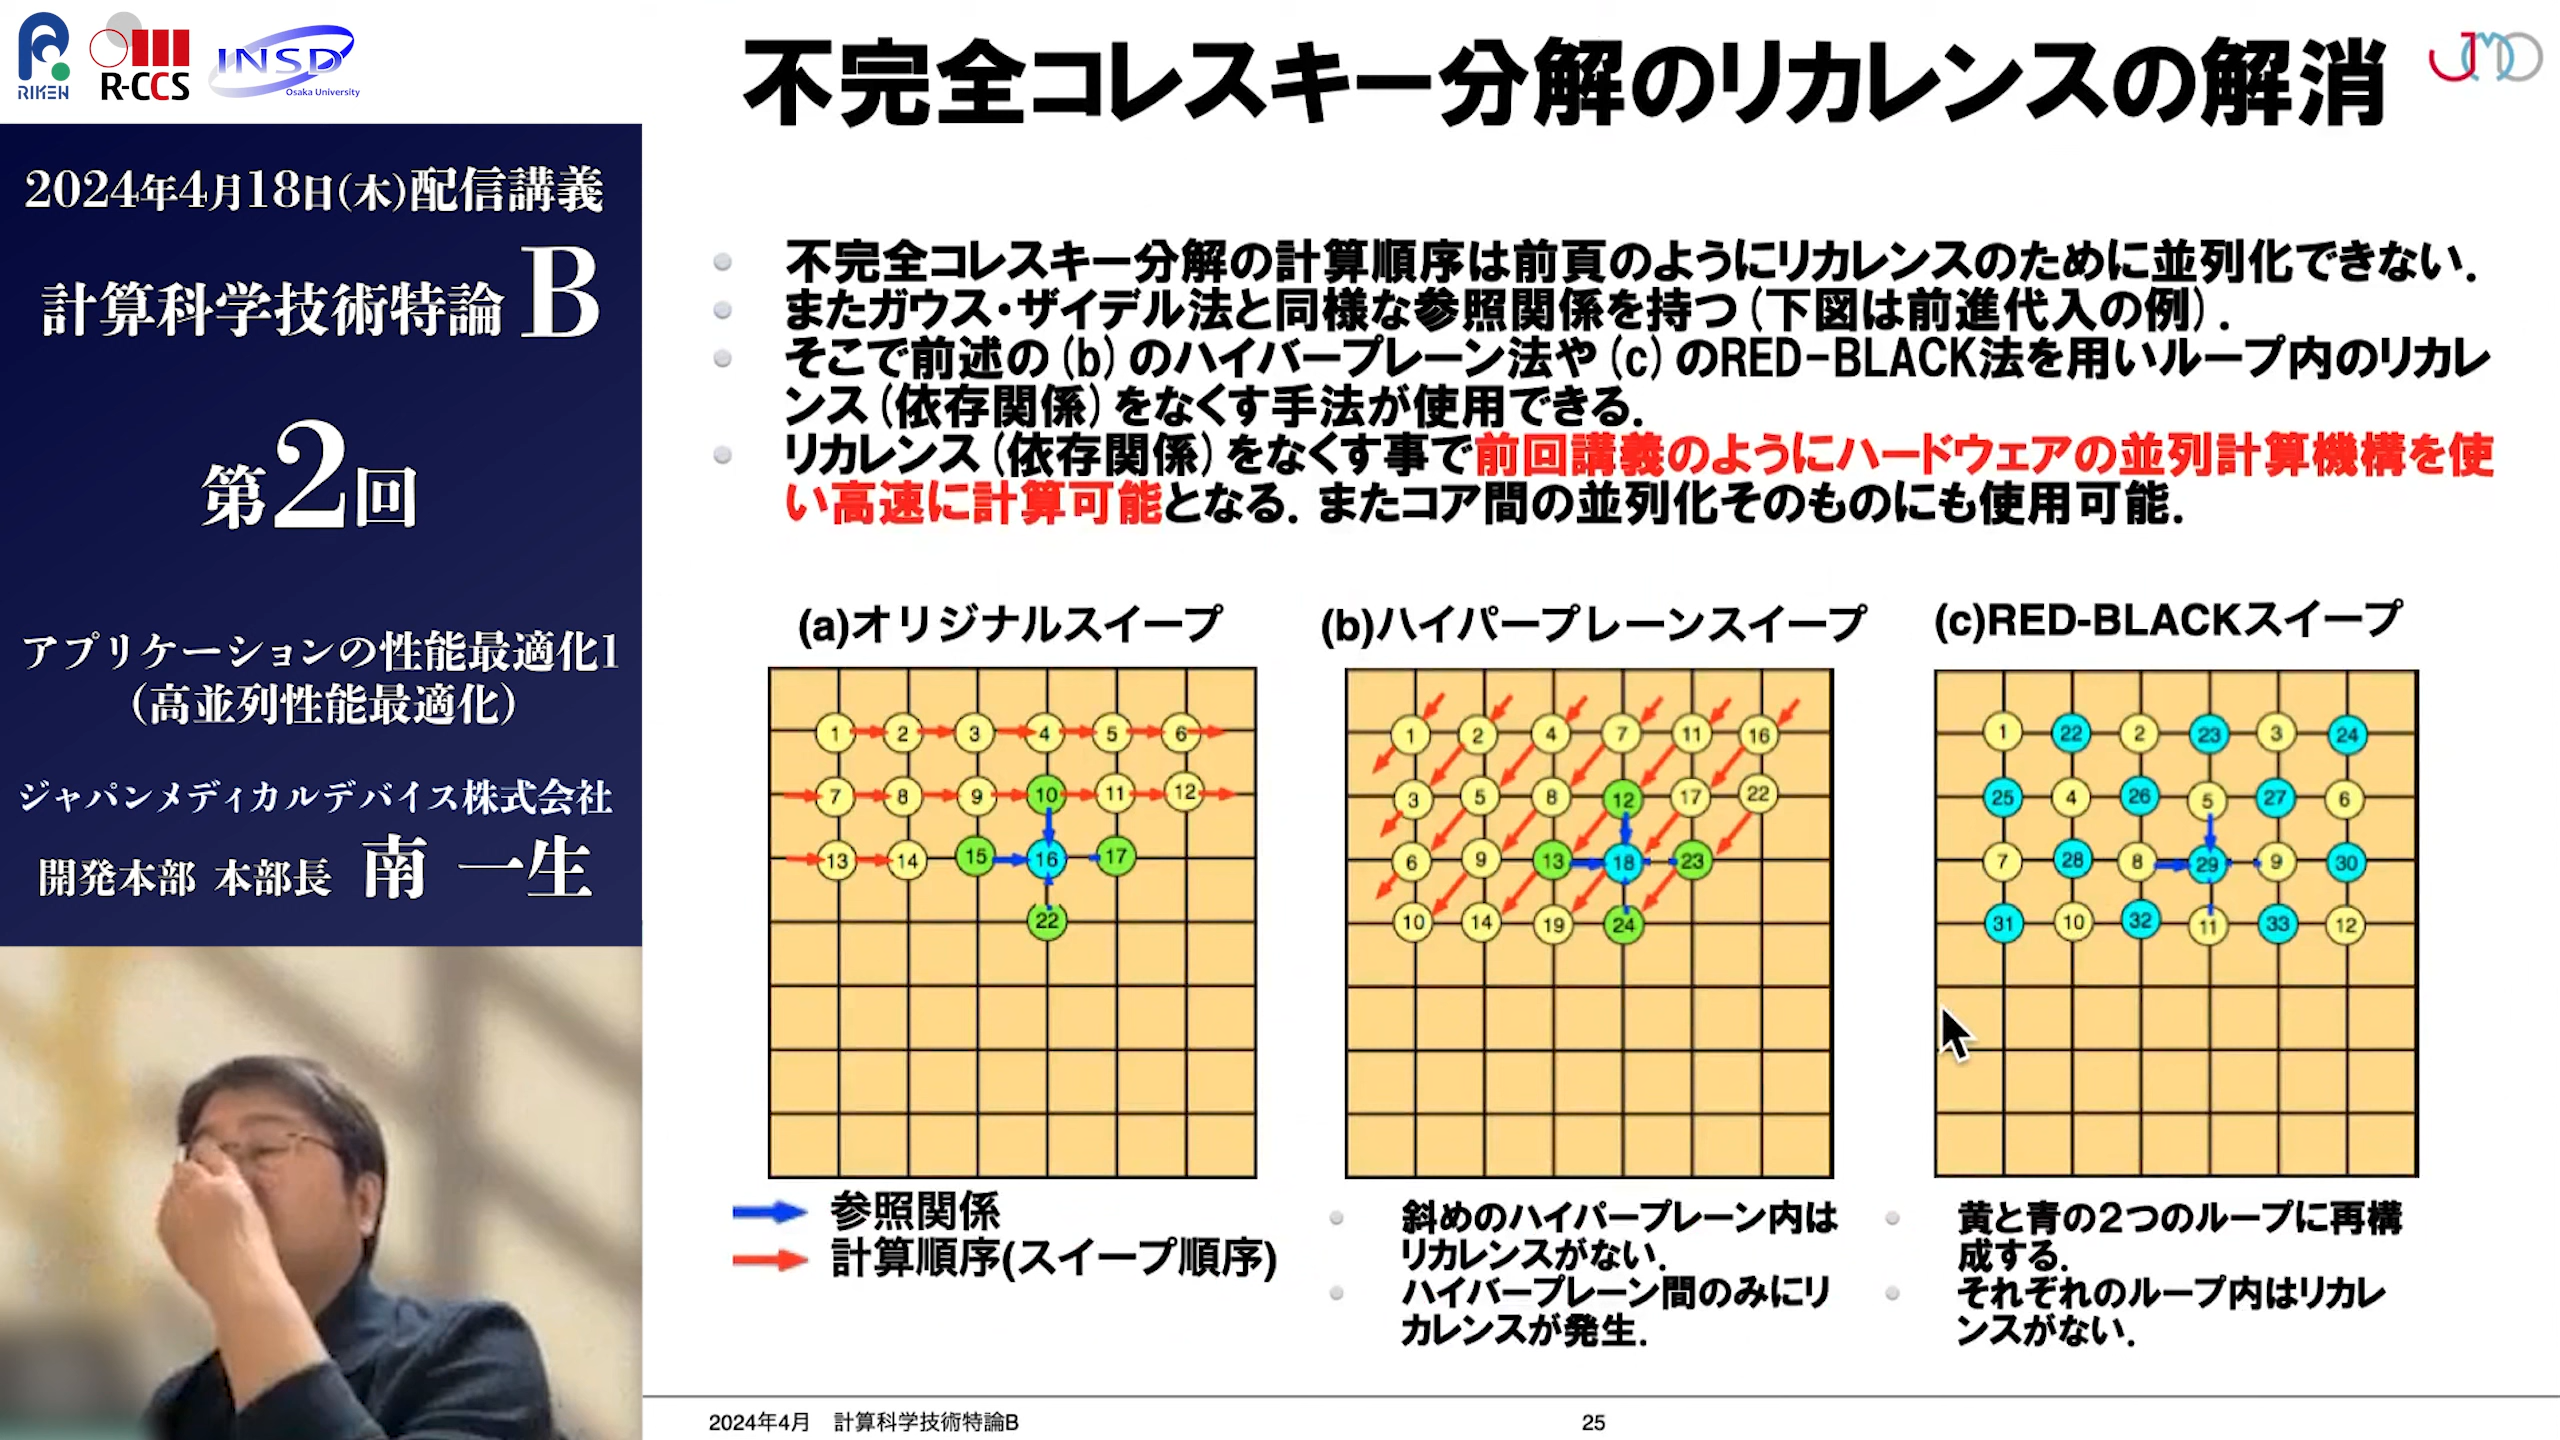 RIKEN
R-CCS
INSD
Osaka University
2024年4月18日(木)配信講義
計算科学技術特論 B
第2回
アプリケーションの性能最適化1
(高並列性能最適化)
ジャパンメディカルデバイス株式会社
開発本部 本部長 南 一生
不完全コレスキー分解のリカレンスの解消
JMD
不完全コレスキー分解の計算順序は前頁のようにリカレンスのために並列化できない.
またガウス・ザイデル法と同様な参照関係を持つ(下図は前進代入の例).
そこで前述の(b)のハイバープレーン法や(c)のRED-BLACK法を用いループ内のリカレ
ンス(依存関係)をなくす手法が使用できる.
リカレンス(依存関係)をなくす事で前回講義のようにハードウェアの並列計算機構を使
い高速に計算可能となる. またコア間の並列化そのものにも使用可能.
(a)オリジナルスイープ
1 2 3 4 5 6
7 8 9 10 11 12
13 14 15 16 17
22
参照関係
計算順序(スイープ順序)
(b)ハイパープレーンスイープ
1 2 4 7 11 16
3 5 8 12 17 22
6 9 13 18 23
10 14 19 24
斜めのハイパープレーン内は
リカレンスがない.
ハイバープレーン間のみにリ
カレンスが発生.
(c)RED-BLACKスイープ
1 22 2 23 3 24
25 4 26 5 27 6
7 28 8 29 9 30
31 10 32 11 33 12
黄と青の2つのループに再構
成する.
それぞれのループ内はリカレ
ンスがない.
2024年4月 計算科学技術特論B
25